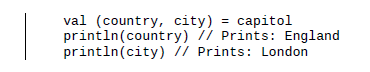 val (country, city) = capitol
println(country) // Prints: England
println(city) // Prints: London